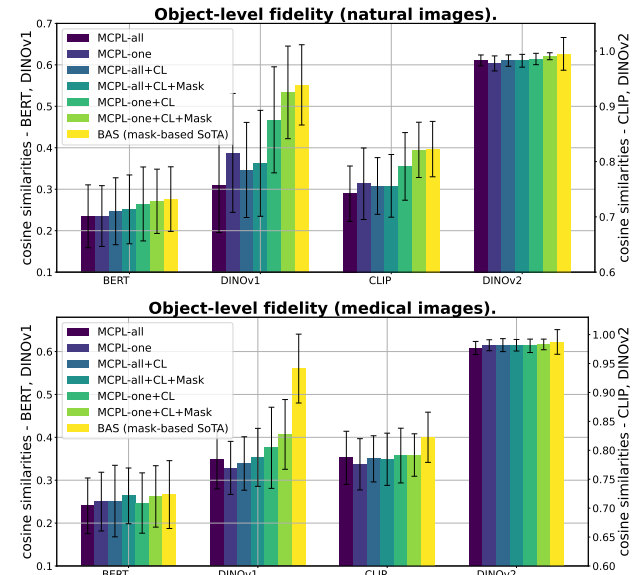 Object-level fidelity (natural images).
cosine similarities - BERT, DINOv1
0.7
0.6
0.5
0.4
0.3
0.2
0.1
MCPL-all
MCPL-one
MCPL-all+CL
MCPL-all+CL+Mask
MCPL-one+CL
MCPL-one+CL+Mask
BAS (mask-based SoTA)
1.0
0.9
0.8
0.7
0.6
cosine similarities - CLIP, DINOv2
BERT
DINOv1
CLIP
DINOv2
Object-level fidelity (medical images).
cosine similarities - BERT, DINOv1
0.6
0.5
0.4
0.3
0.2
0.1
MCPL-all
MCPL-one
MCPL-all+CL
MCPL-all+CL+Mask
MCPL-one+CL
MCPL-one+CL+Mask
BAS (mask-based SoTA)
1.00
0.95
0.90
0.85
0.80
0.75
0.70
0.65
0.60
cosine similarities - CLIP, DINOv2
BERT
DINOv1
CLIP
DINOv2